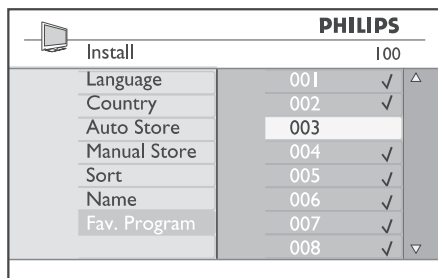 PHILIPS
Install 100
Language 001 ✓
Country 002 ✓
Auto Store 003
Manual Store 004 ✓
Sort 005 ✓
Name 006 ✓
Fav. Program 007 ✓
008 ✓